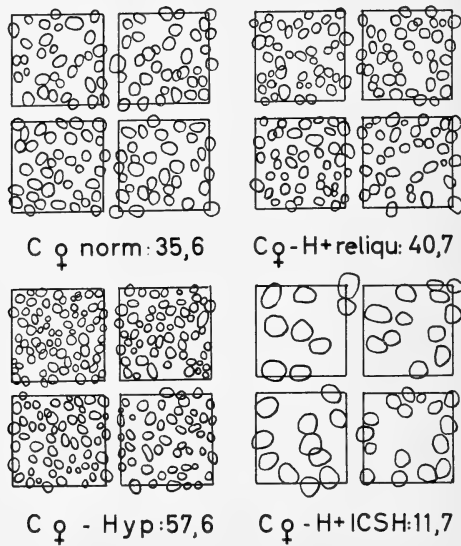 C ♀ norm: 35,6
C♀-H+reliqu: 40,7
C ♀ - Hyp:57,6
C♀ -H+ICSH:11,7